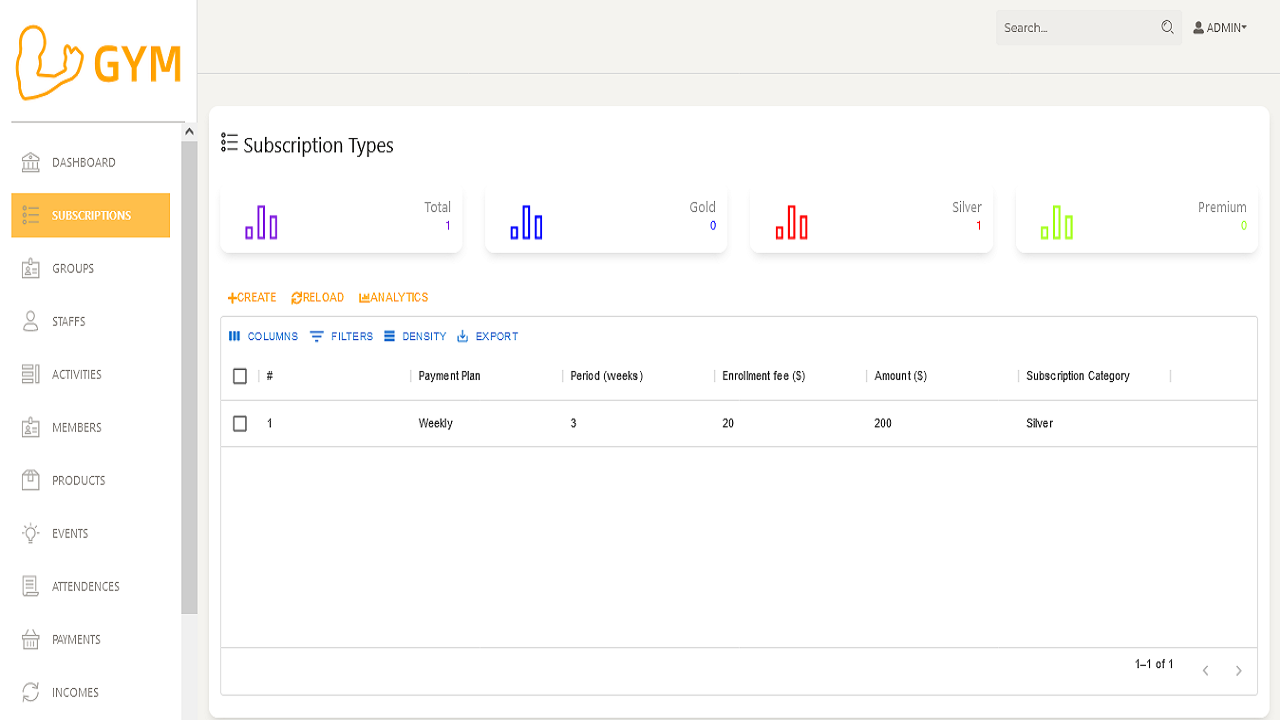 GYM
Search...
ADMIN
DASHBOARD
SUBSCRIPTIONS
GROUPS
STAFFS
ACTIVITIES
MEMBERS
PRODUCTS
EVENTS
ATTENDENCES
PAYMENTS
INCOMES
Subscription Types
Total
1
Gold
0
Silver
1
Premium
0
CREATE RELOAD ANALYTICS
COLUMNS FILTERS DENSITY EXPORT
# Payment Plan Period (weeks) Enrollment fee ($) Amount ($) Subscription Category
1 Weekly 3 20 200 Silver
1–1 of 1